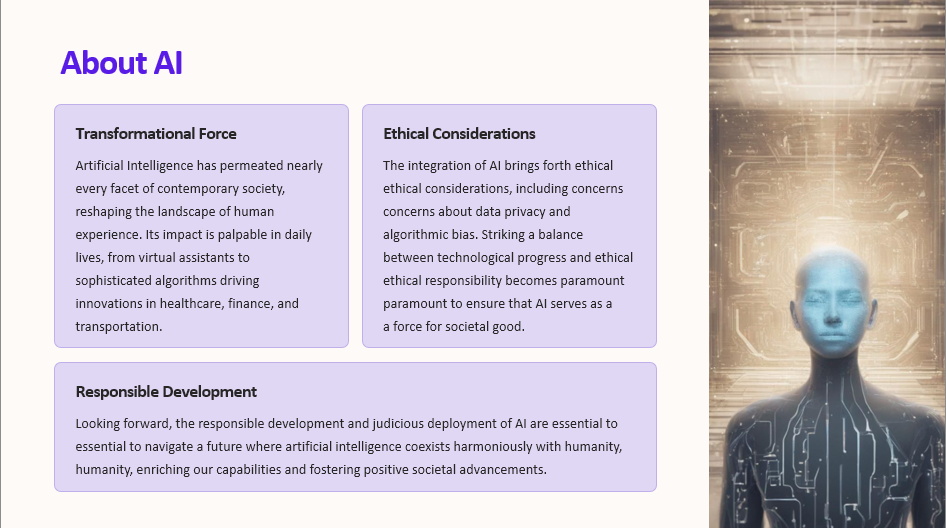 About AI
Transformational Force
Artificial Intelligence has permeated nearly
every facet of contemporary society,
reshaping the landscape of human
experience. Its impact is palpable in daily
lives, from virtual assistants to
sophisticated algorithms driving
innovations in healthcare, finance, and
transportation.
Ethical Considerations
The integration of AI brings forth ethical
ethical considerations, including concerns
concerns about data privacy and
algorithmic bias. Striking a balance
between technological progress and ethical
ethical responsibility becomes paramount
paramount to ensure that AI serves as a
a force for societal good.
Responsible Development
Looking forward, the responsible development and judicious deployment of AI are essential to
essential to navigate a future where artificial intelligence coexists harmoniously with humanity,
humanity, enriching our capabilities and fostering positive societal advancements.